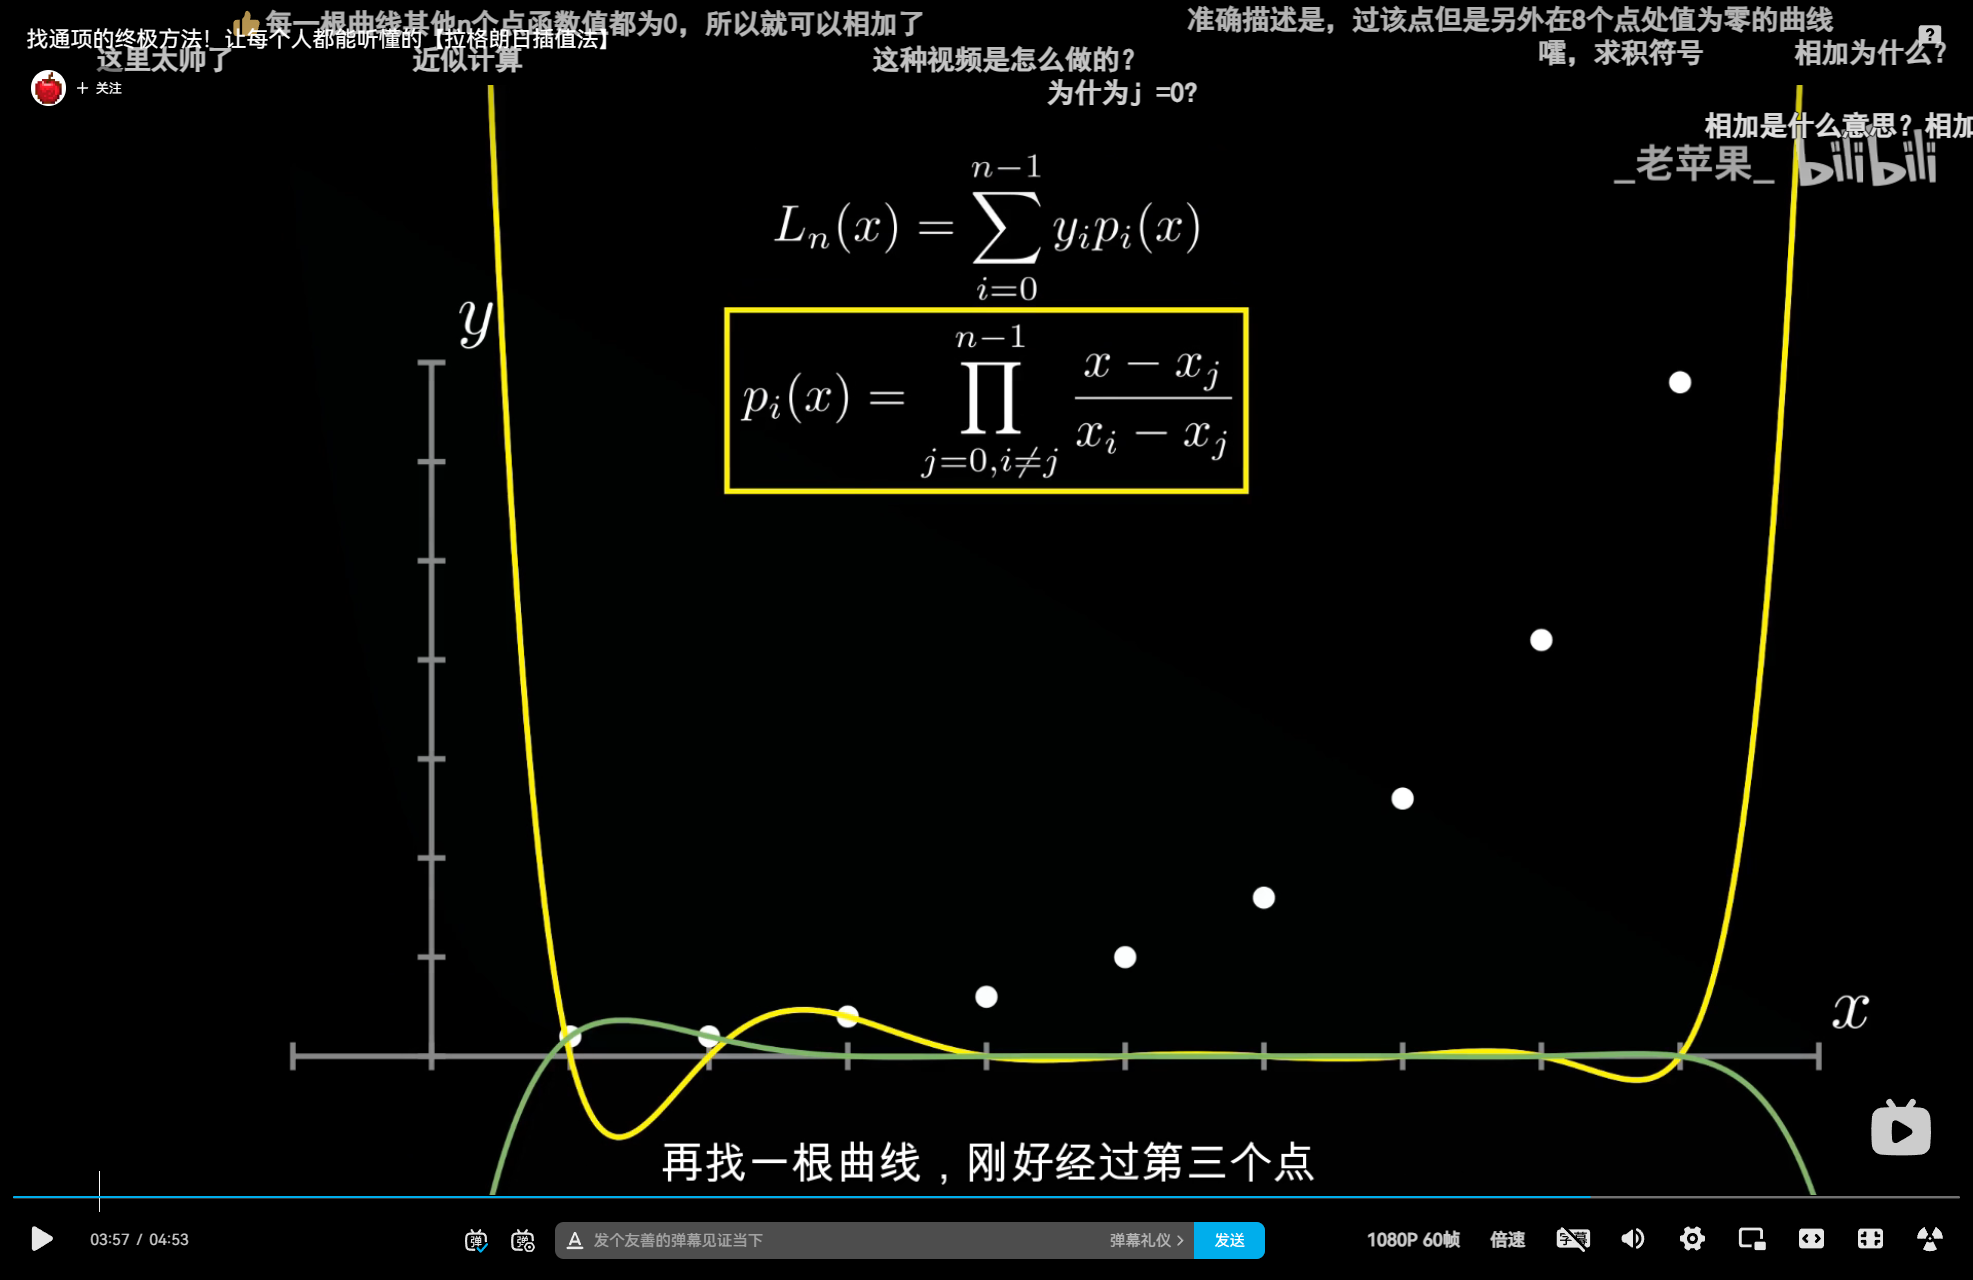 每一根曲线其他n个点函数值都为0，所以就可以相加了
准确描述是，过该点但是另外在8个点处值为零的曲线
找通项的终极方法！让每个人都能听懂的【拉格朗日插值法】
这里太帅了
近似计算
这种视频是怎么做的？
嚯，求积符号
相加为什么？
+ 关注
为什为j =0?
相加是什么意思？相加
_老苹果_ bilibili
L_n(x) = \sum_{i=0}^{n-1} y_i p_i(x)
y
p_i(x) = \prod_{j=0,i≠j}^{n-1} \frac{x - x_j}{x_i - x_j}
x
再找一根曲线，刚好经过第三个点
03:57 / 04:53
弹
弹
A 发个友善的弹幕见证当下
弹幕礼仪 >
发送
1080P 60帧
倍速
字幕